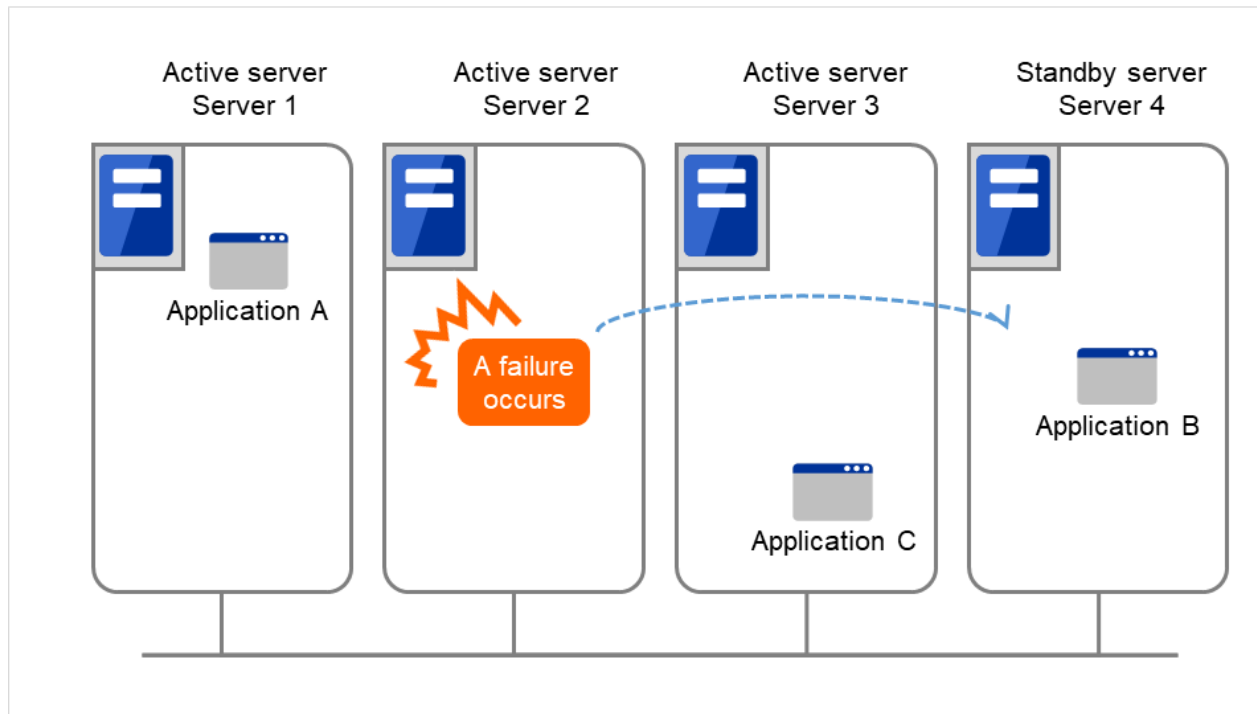 Active server
Server 1
Active server
Server 2
Active server
Server 3
Standby server
Server 4
Application A
A failure
occurs
Application B
Application C